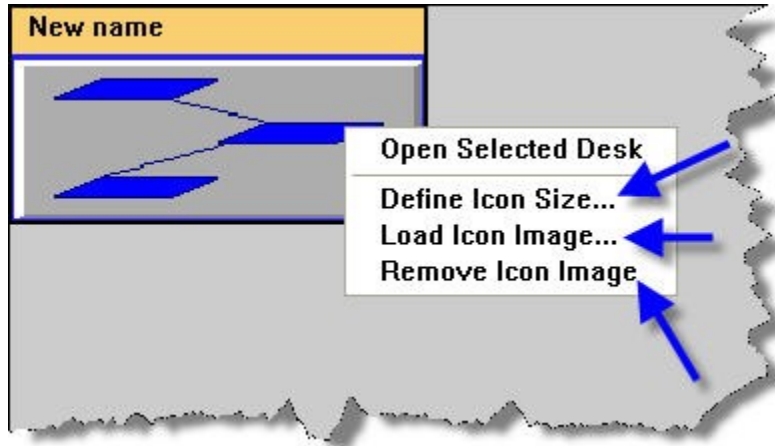 New name
Open Selected Desk
Define Icon Size...
Load Icon Image...
Remove Icon Image